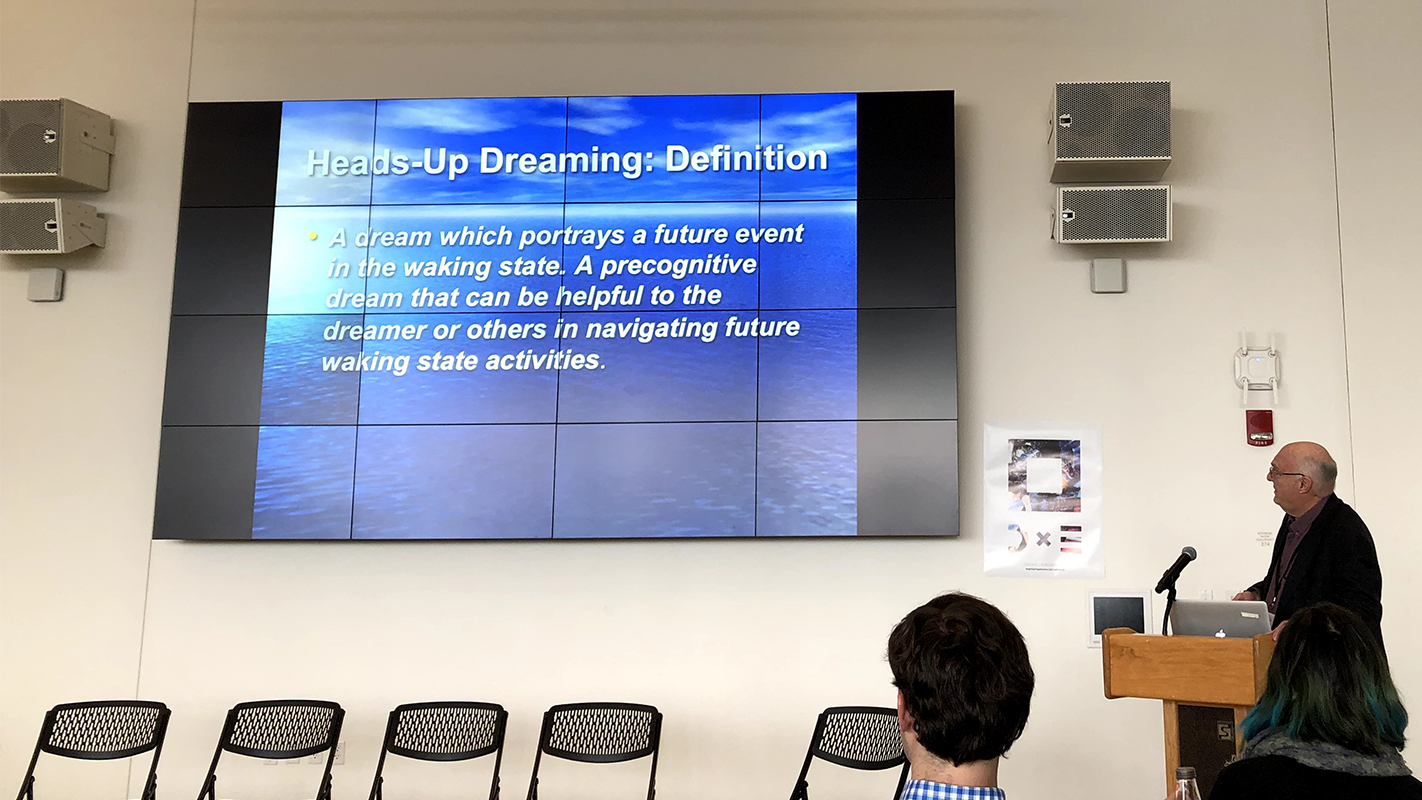 Heads-Up Dreaming: Definition
• A dream which portrays a future event
in the waking state. A precognitive
dream that can be helpful to the
dreamer or others in navigating future
waking state activities.
FIRE